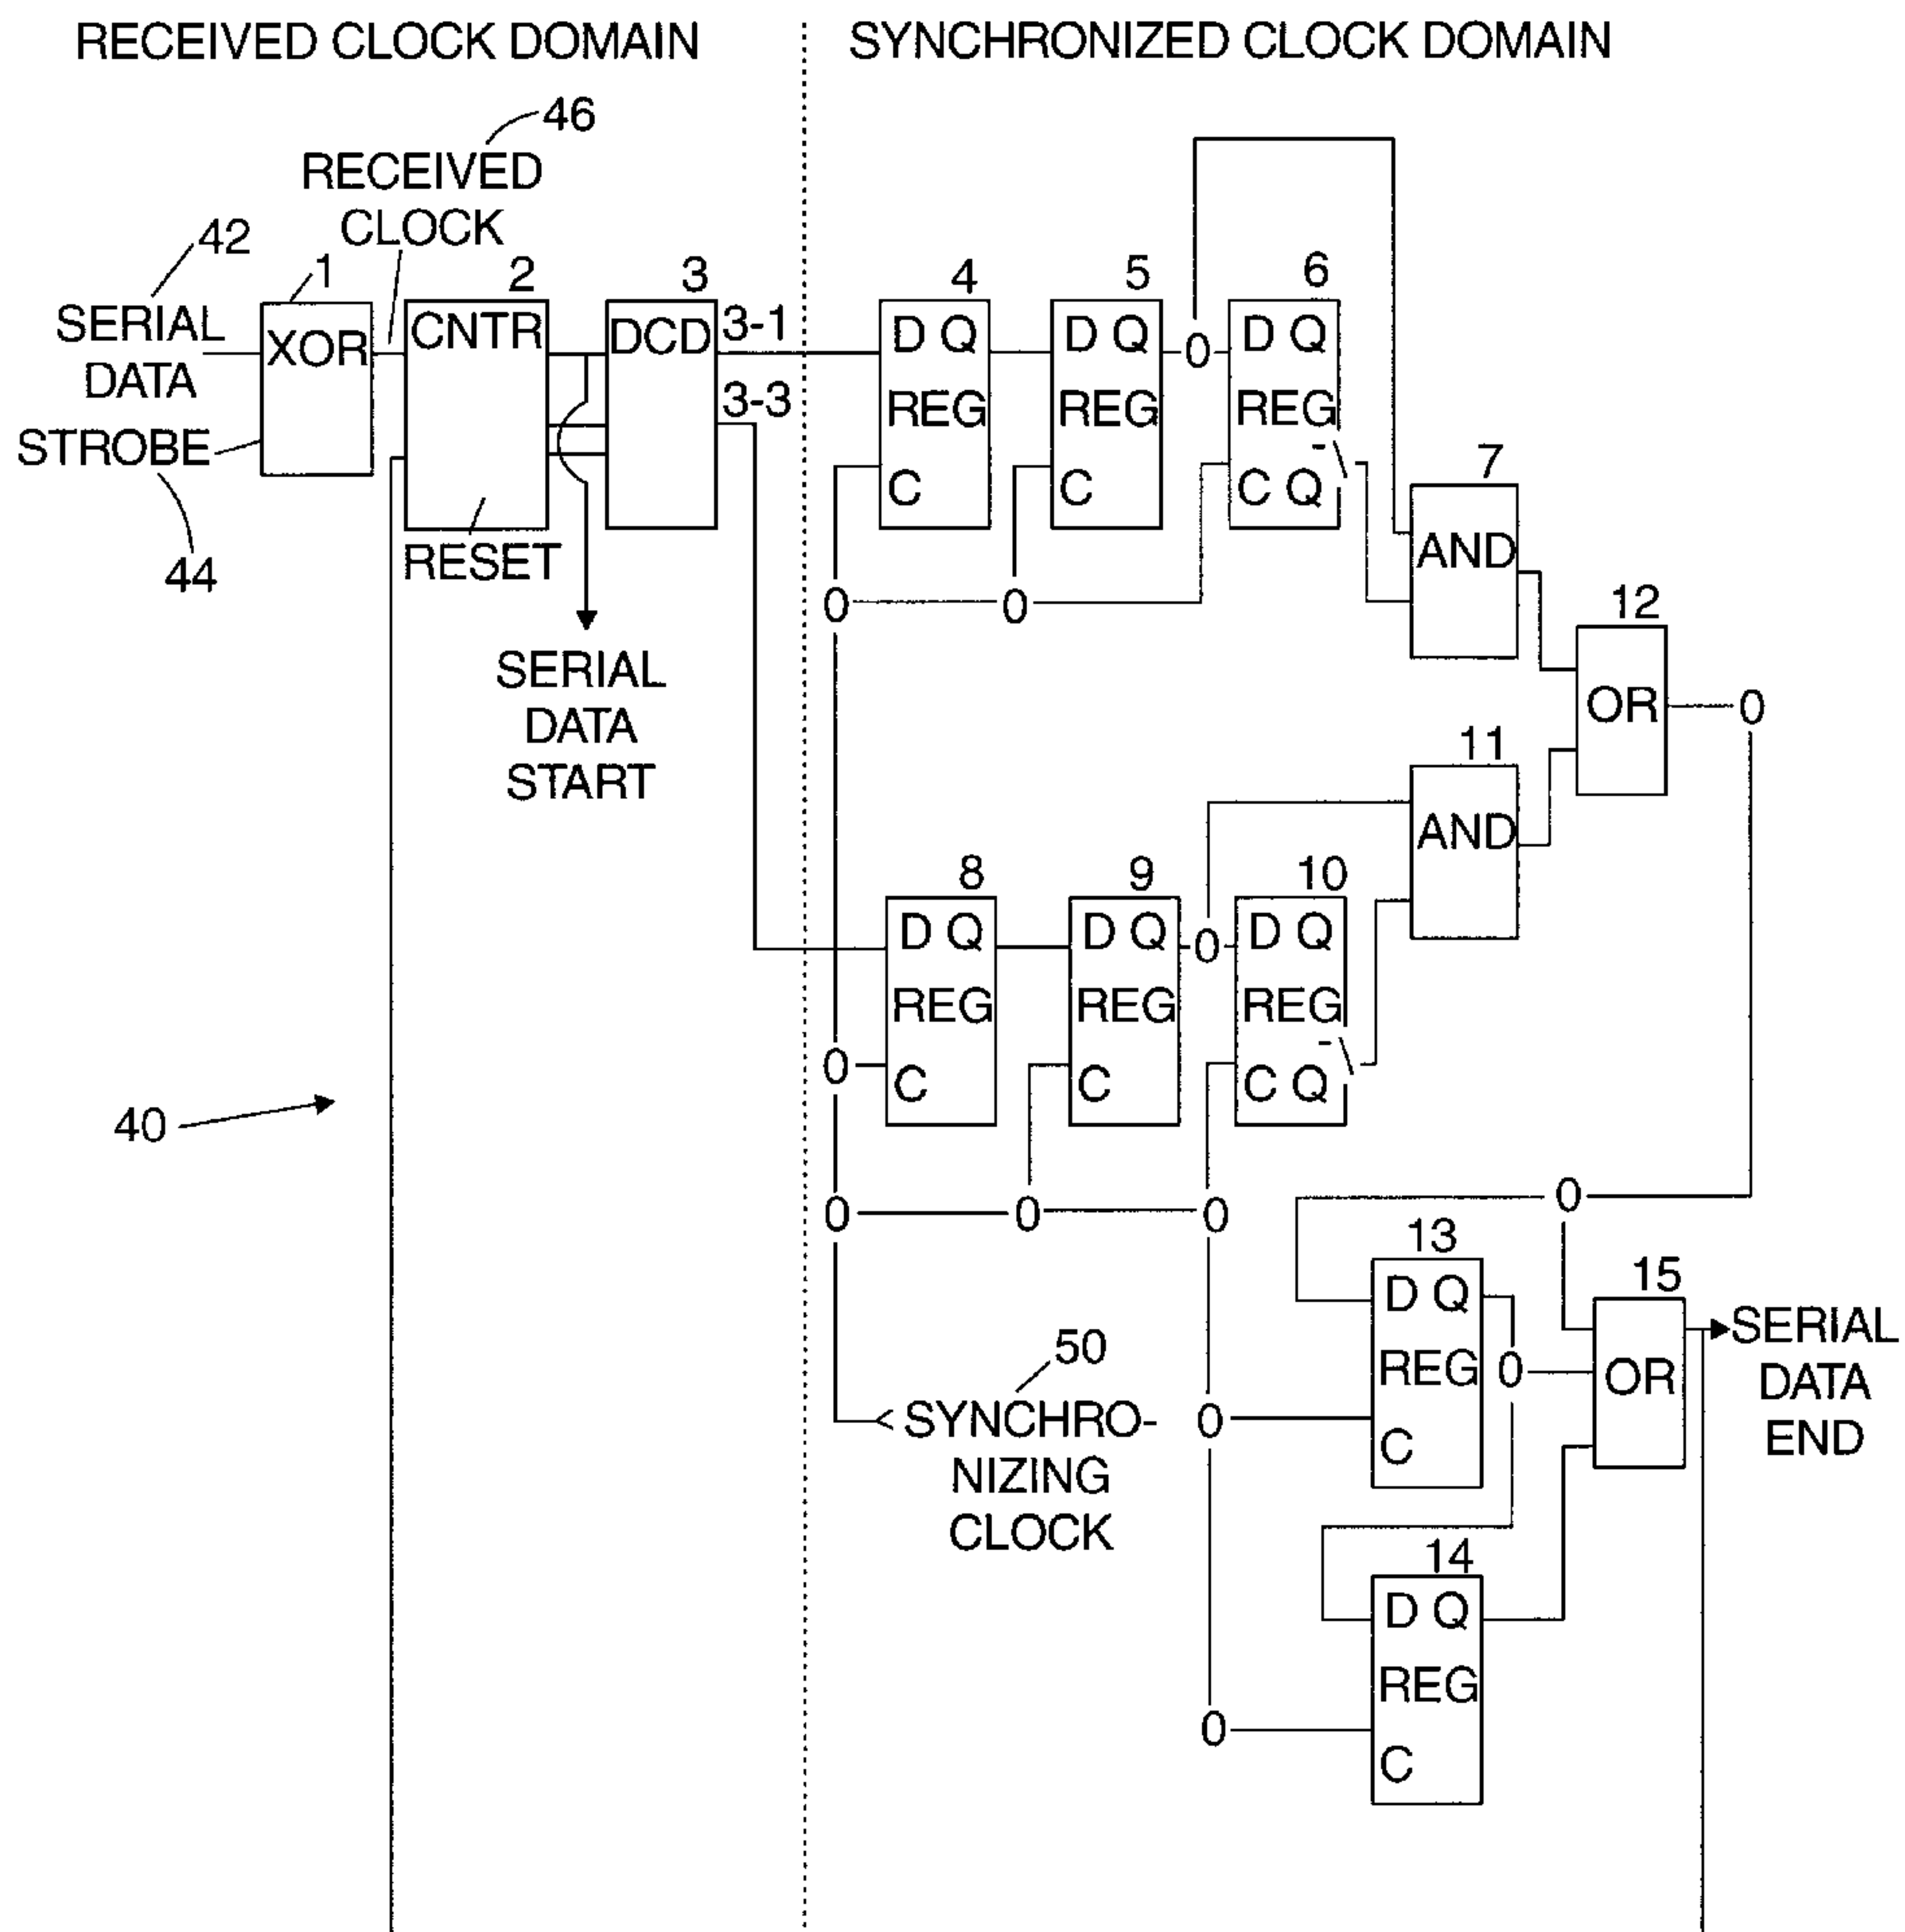 RECEIVED CLOCK DOMAIN
SYNCHRONIZED CLOCK DOMAIN
46
RECEIVED
CLOCK
42
SERIAL
DATA
STROBE
44
1
XOR
2
CNTR
RESET
3
DCD
3-1
3-3
SERIAL
DATA
START
4
D Q
REG
C
5
D Q
REG
C
0
6
D Q
REG
C Q
0
0
7
AND
12
OR
0
11
AND
8
D Q
REG
C
9
D Q
REG
C
0
10
D Q
REG
C Q
0
40
0
0
0
0
13
D Q
REG
C
0
0
15
OR
SERIAL
DATA
END
50
SYNCHRO-
NIZING
CLOCK
14
D Q
REG
C
0